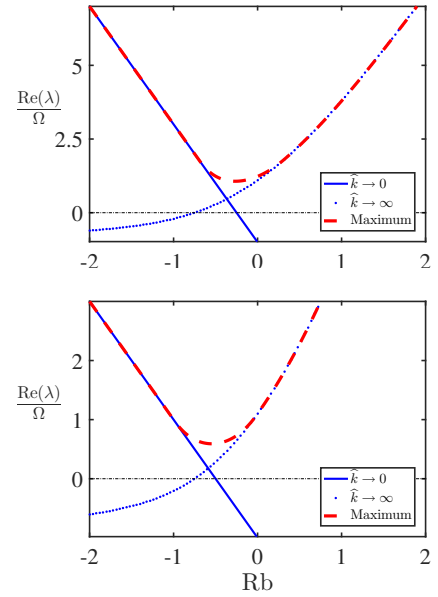 5
Re(λ)
Ω
2.5
0
k̂ → 0
k̂ → ∞
Maximum
-2 -1 0 1 2
2
Re(λ)
Ω
1
0
k̂ → 0
k̂ → ∞
Maximum
-2 -1 0 1 2
Rb